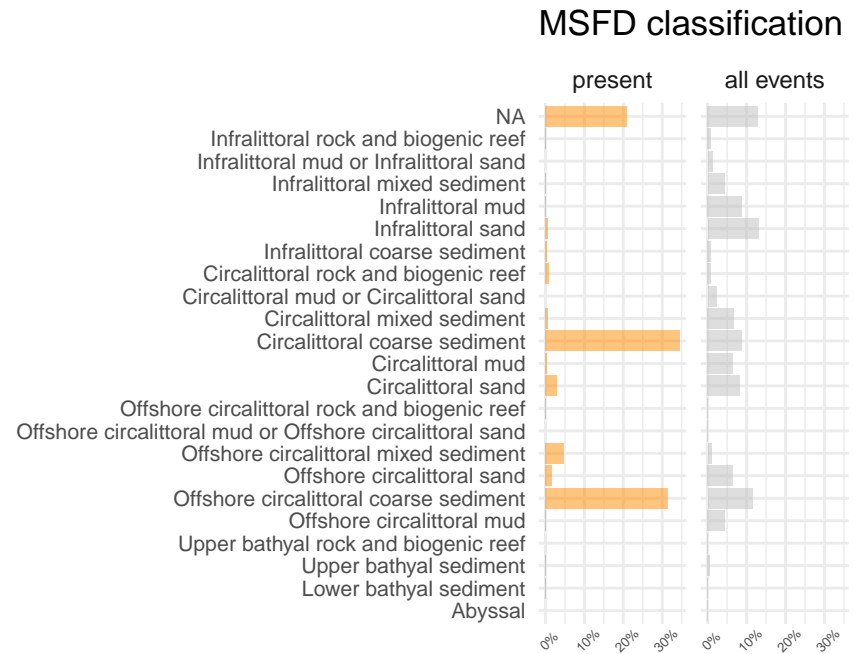 MSFD classification
present
all events
NA
Infralittoral rock and biogenic reef
Infralittoral mud or Infralittoral sand
Infralittoral mixed sediment
Infralittoral mud
Infralittoral sand
Infralittoral coarse sediment
Circalittoral rock and biogenic reef
Circalittoral mud or Circalittoral sand
Circalittoral mixed sediment
Circalittoral coarse sediment
Circalittoral mud
Circalittoral sand
Offshore circalittoral rock and biogenic reef
Offshore circalittoral mud or Offshore circalittoral sand
Offshore circalittoral mixed sediment
Offshore circalittoral sand
Offshore circalittoral coarse sediment
Offshore circalittoral mud
Upper bathyal rock and biogenic reef
Upper bathyal sediment
Lower bathyal sediment
Abyssal
0% 10% 20% 30% 0% 10% 20% 30%